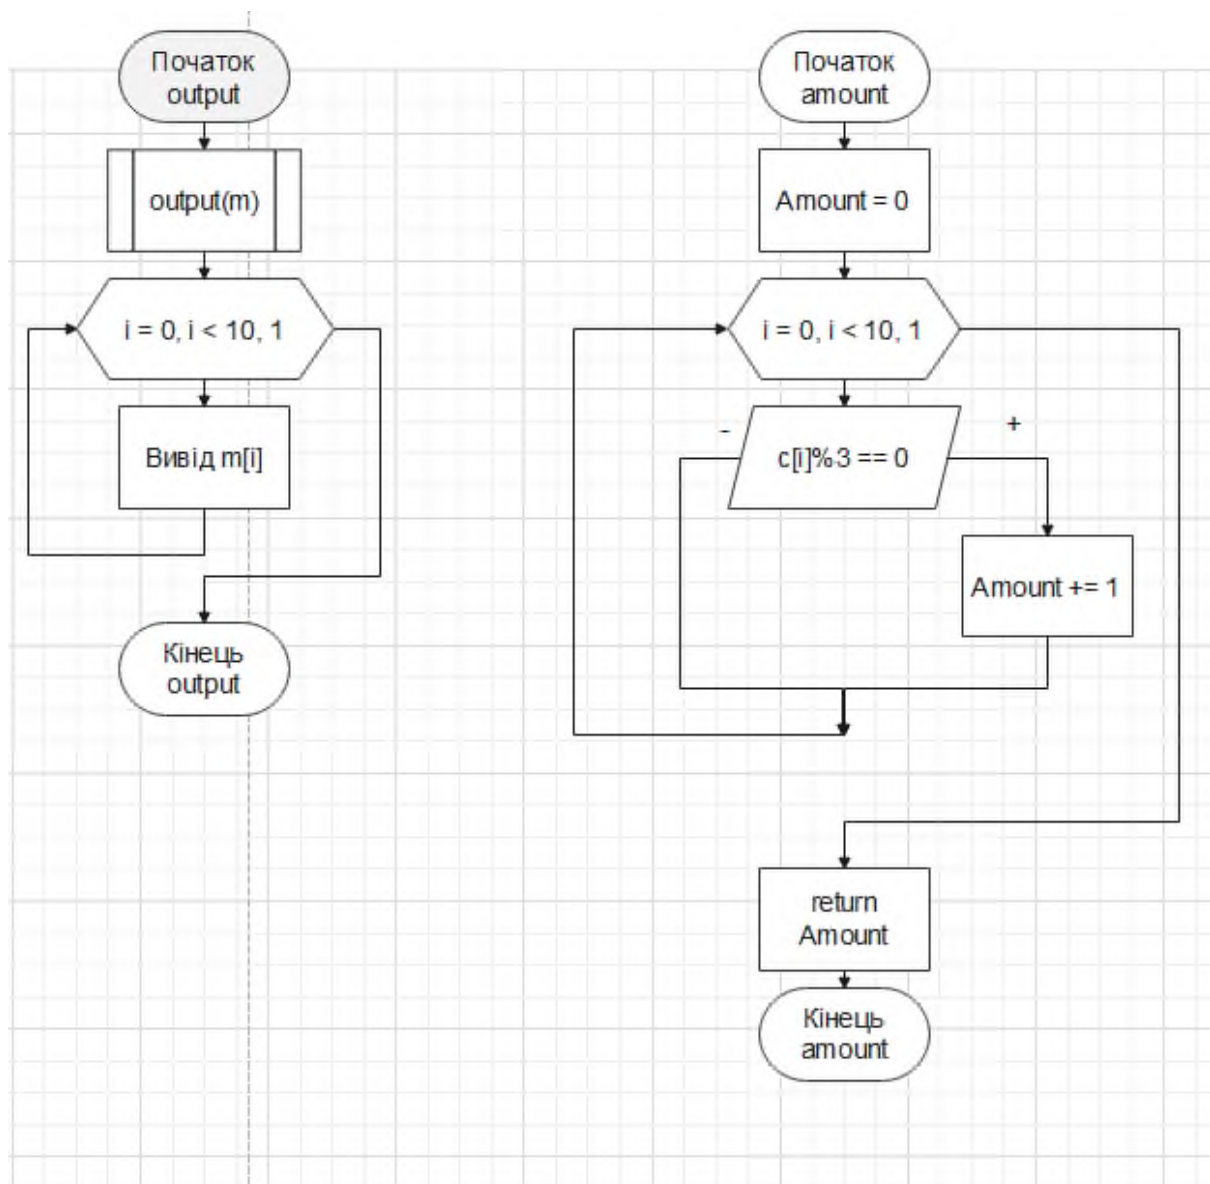 Початок
output
output(m)
i = 0, i < 10, 1
Вивід m[i]
Кінець
output
Початок
amount
Amount = 0
i = 0, i < 10, 1
-
+
c[i]%3 == 0
Amount += 1
return
Amount
Кінець
amount